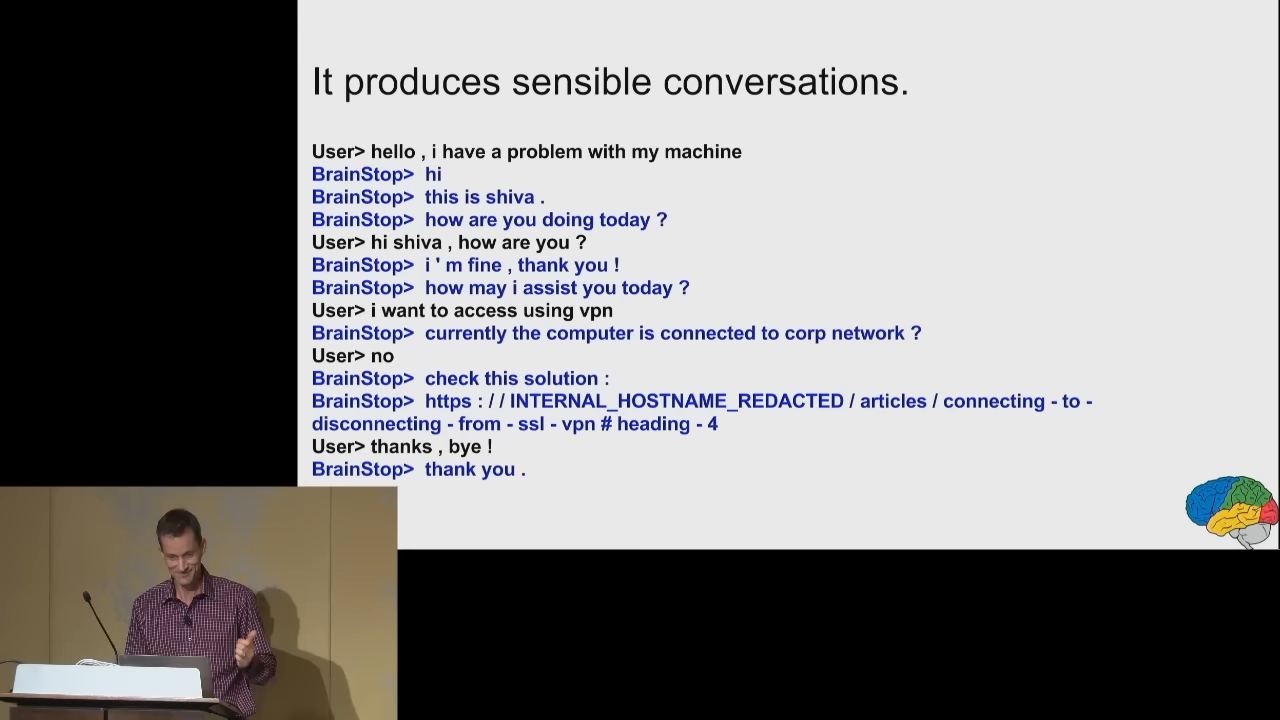 It produces sensible conversations.
User> hello , i have a problem with my machine
BrainStop> hi
BrainStop> this is shiva .
BrainStop> how are you doing today ?
User> hi shiva , how are you ?
BrainStop> i ' m fine , thank you !
BrainStop> how may i assist you today ?
User> i want to access using vpn
BrainStop> currently the computer is connected to corp network ?
User> no
BrainStop> check this solution :
BrainStop> https : / / INTERNAL_HOSTNAME_REDACTED / articles / connecting - to -
disconnecting - from - ssl - vpn # heading - 4
User> thanks , bye !
BrainStop> thank you .